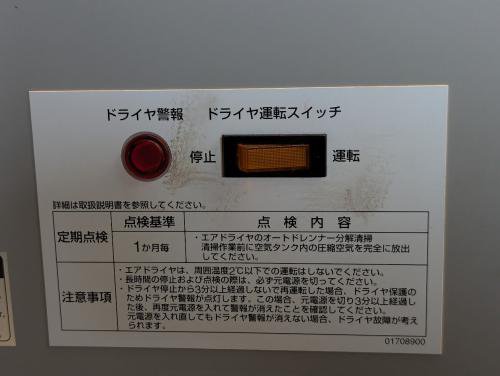 ドライヤ警報 ドライヤ運転スイッチ
停止 運転
詳細は取扱説明書を参照してください。
点検基準 点検内容
定期点検 1か月毎 ・エアドライヤのオートドレンナー分解清掃
清掃作業前に空気タンク内の圧縮空気を完全に放出
してください。
注意事項 ・エアドライヤは、周囲温度2℃以下での運転はしないでください。
・長時間の停止および点検の際は、必ず元電源を切ってください。
・ドライヤ停止から3分以上経過しないで再運転した場合、ドライヤ保護の
ためドライヤ警報が点灯します。この場合、元電源を切り3分以上経過し
た後、再度元電源を入れて警報が消えたことを確認してください。
元電源を入れ直してもドライヤ警報が消えない場合、ドライヤ故障が考え
られます。
01708900